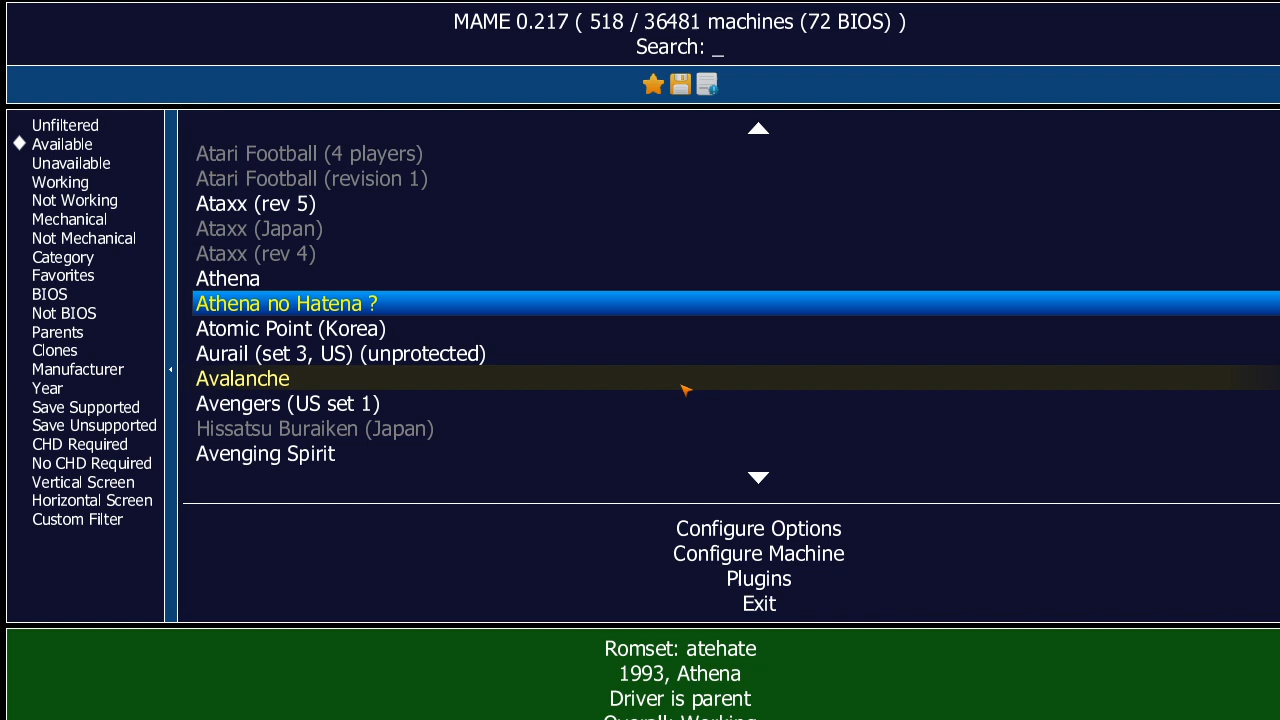 MAME 0.217 ( 518 / 36481 machines (72 BIOS) )
Search: _
Unfiltered
Available
Unavailable
Working
Not Working
Mechanical
Not Mechanical
Category
Favorites
BIOS
Not BIOS
Parents
Clones
Manufacturer
Year
Save Supported
Save Unsupported
CHD Required
No CHD Required
Vertical Screen
Horizontal Screen
Custom Filter
Atari Football (4 players)
Atari Football (revision 1)
Ataxx (rev 5)
Ataxx (Japan)
Ataxx (rev 4)
Athena
Athena no Hatena ?
Atomic Point (Korea)
Aurail (set 3, US) (unprotected)
Avalanche
Avengers (US set 1)
Hissatsu Buraiken (Japan)
Avenging Spirit
Configure Options
Configure Machine
Plugins
Exit
Romset: atehate
1993, Athena
Driver is parent
Overall: Working